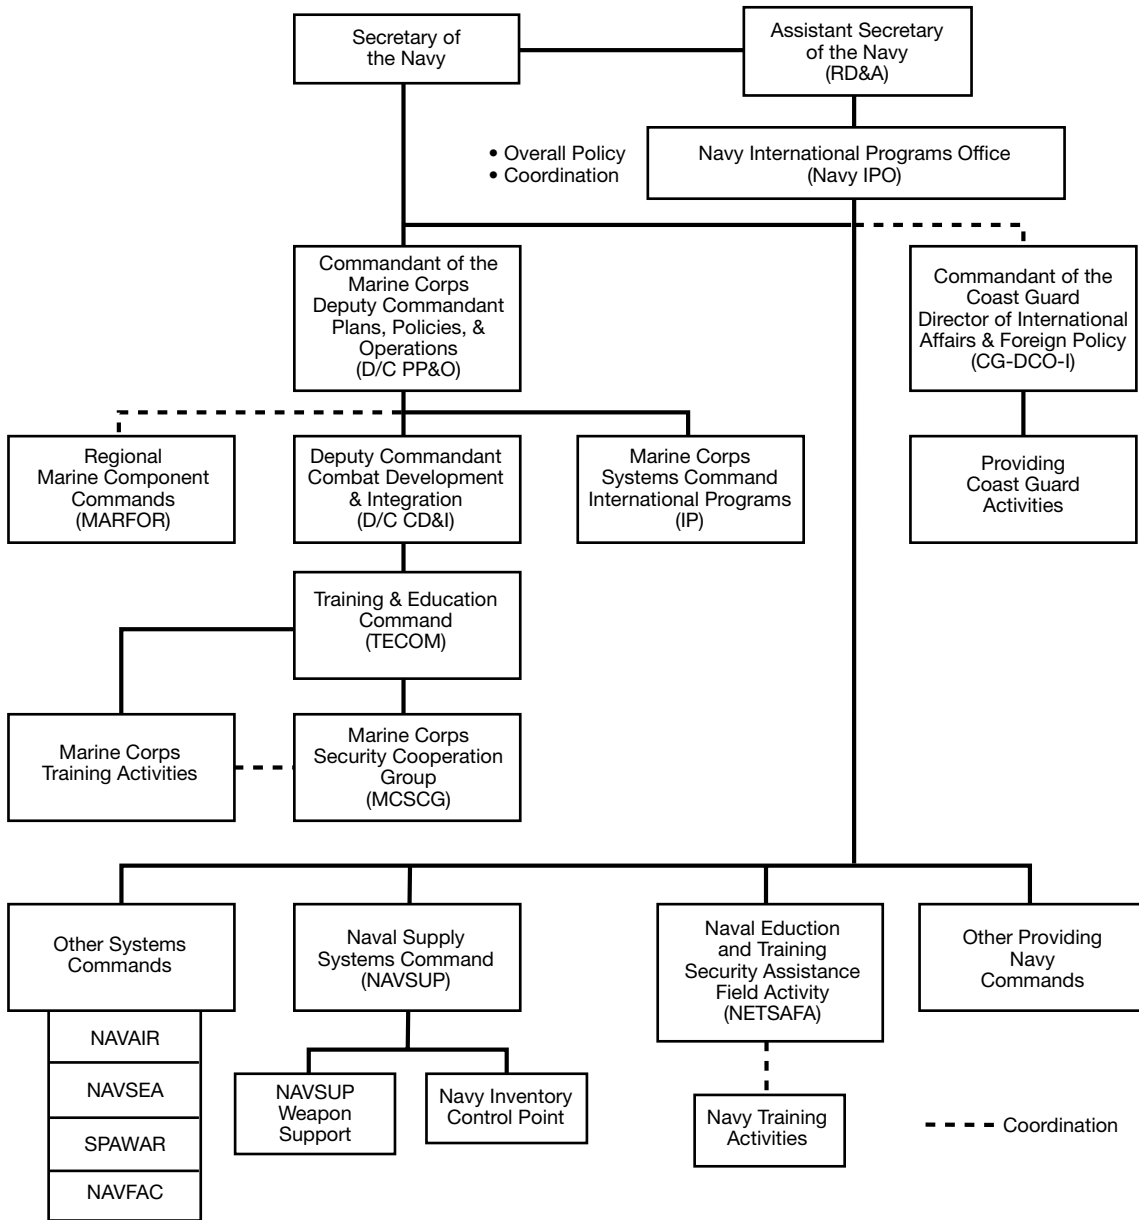 Secretary of
the Navy
Assistant Secretary
of the Navy
(RD&A)
• Overall Policy
• Coordination
Navy International Programs Office
(Navy IPO)
Commandant of the
Marine Corps
Deputy Commandant
Plans, Policies, &
Operations
(D/C PP&O)
Commandant of the
Coast Guard
Director of International
Affairs & Foreign Policy
(CG-DCO-I)
Regional
Marine Component
Commands
(MARFOR)
Deputy Commandant
Combat Development
& Integration
(D/C CD&I)
Marine Corps
Systems Command
International Programs
(IP)
Providing
Coast Guard
Activities
Training & Education
Command
(TECOM)
Marine Corps
Training Activities
Marine Corps
Security Cooperation
Group
(MCSCG)
Other Systems
Commands
Naval Supply
Systems Command
(NAVSUP)
Naval Eduction
and Training
Security Assistance
Field Activity
(NETSAFA)
Other Providing
Navy
Commands
NAVAIR
NAVSEA
SPAWAR
NAVFAC
NAVSUP
Weapon
Support
Navy Inventory
Control Point
Navy Training
Activities
Coordination